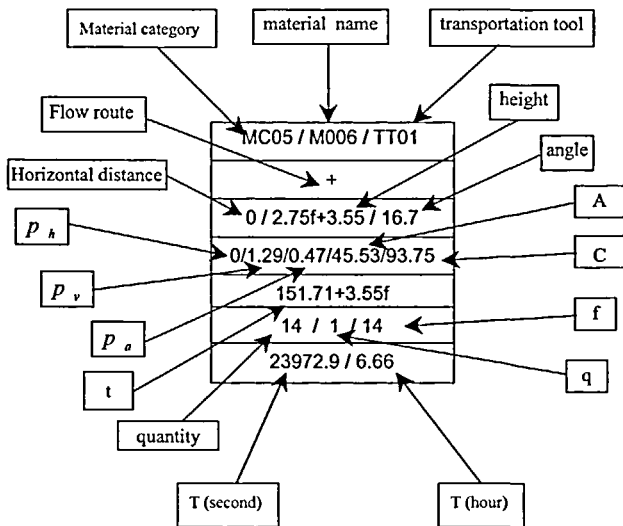 Material category
material name
transportation tool
Flow route
height
MC05 / M006 / TT01
angle
Horizontal distance
+
0 / 2.75f+3.55 / 16.7
A
p h
0/1.29/0.47/45.53/93.75
C
p v
151.71+3.55f
p a
14 / 1 / 14
f
t
23972.9 / 6.66
q
quantity
T (second)
T (hour)